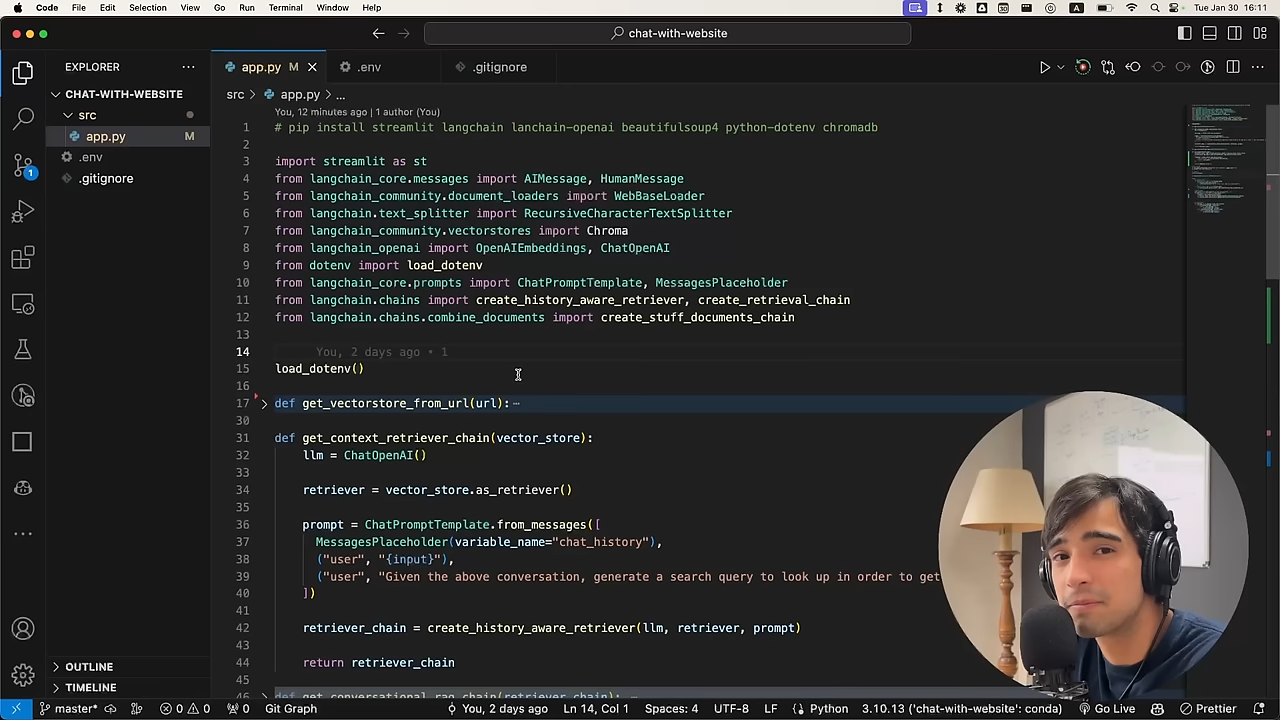 Code File Edit Selection View Go Run Terminal Window Help
Tue Jan 30 16:11
chat-with-website
EXPLORER
CHAT-WITH-WEBSITE
src
app.py M
.env
.gitignore
OUTLINE
TIMELINE
app.py M .env .gitignore
src > app.py > ...
You, 12 minutes ago | 1 author (You)
1 # pip install streamlit langchain lanchain-openai beautifulsoup4 python-dotenv chromadb
2
3 import streamlit as st
4 from langchain_core.messages import AIMessage, HumanMessage
5 from langchain_community.document_loaders import WebBaseLoader
6 from langchain.text_splitter import RecursiveCharacterTextSplitter
7 from langchain_community.vectorstores import Chroma
8 from langchain_openai import OpenAIEmbeddings, ChatOpenAI
9 from dotenv import load_dotenv
10 from langchain_core.prompts import ChatPromptTemplate, MessagesPlaceholder
11 from langchain.chains import create_history_aware_retriever, create_retrieval_chain
12 from langchain.chains.combine_documents import create_stuff_documents_chain
13
14 You, 2 days ago • 1
15 load_dotenv()
16
17 def get_vectorstore_from_url(url): ⋯
30
31 def get_context_retriever_chain(vector_store):
32 llm = ChatOpenAI()
33
34 retriever = vector_store.as_retriever()
35
36 prompt = ChatPromptTemplate.from_messages([
37 MessagesPlaceholder(variable_name="chat_history"),
38 ("user", "{input}"),
39 ("user", "Given the above conversation, generate a search query to look up in order to get
40 ])
41
42 retriever_chain = create_history_aware_retriever(llm, retriever, prompt)
43
44 return retriever_chain
45
46 def get_conversational_rag_chain(retriever_chain): ⋯
master* 0 0 0 Git Graph You, 2 days ago Ln 14, Col 1 Spaces: 4 UTF-8 LF Python 3.10.13 ('chat-with-website': conda) Go Live Prettier